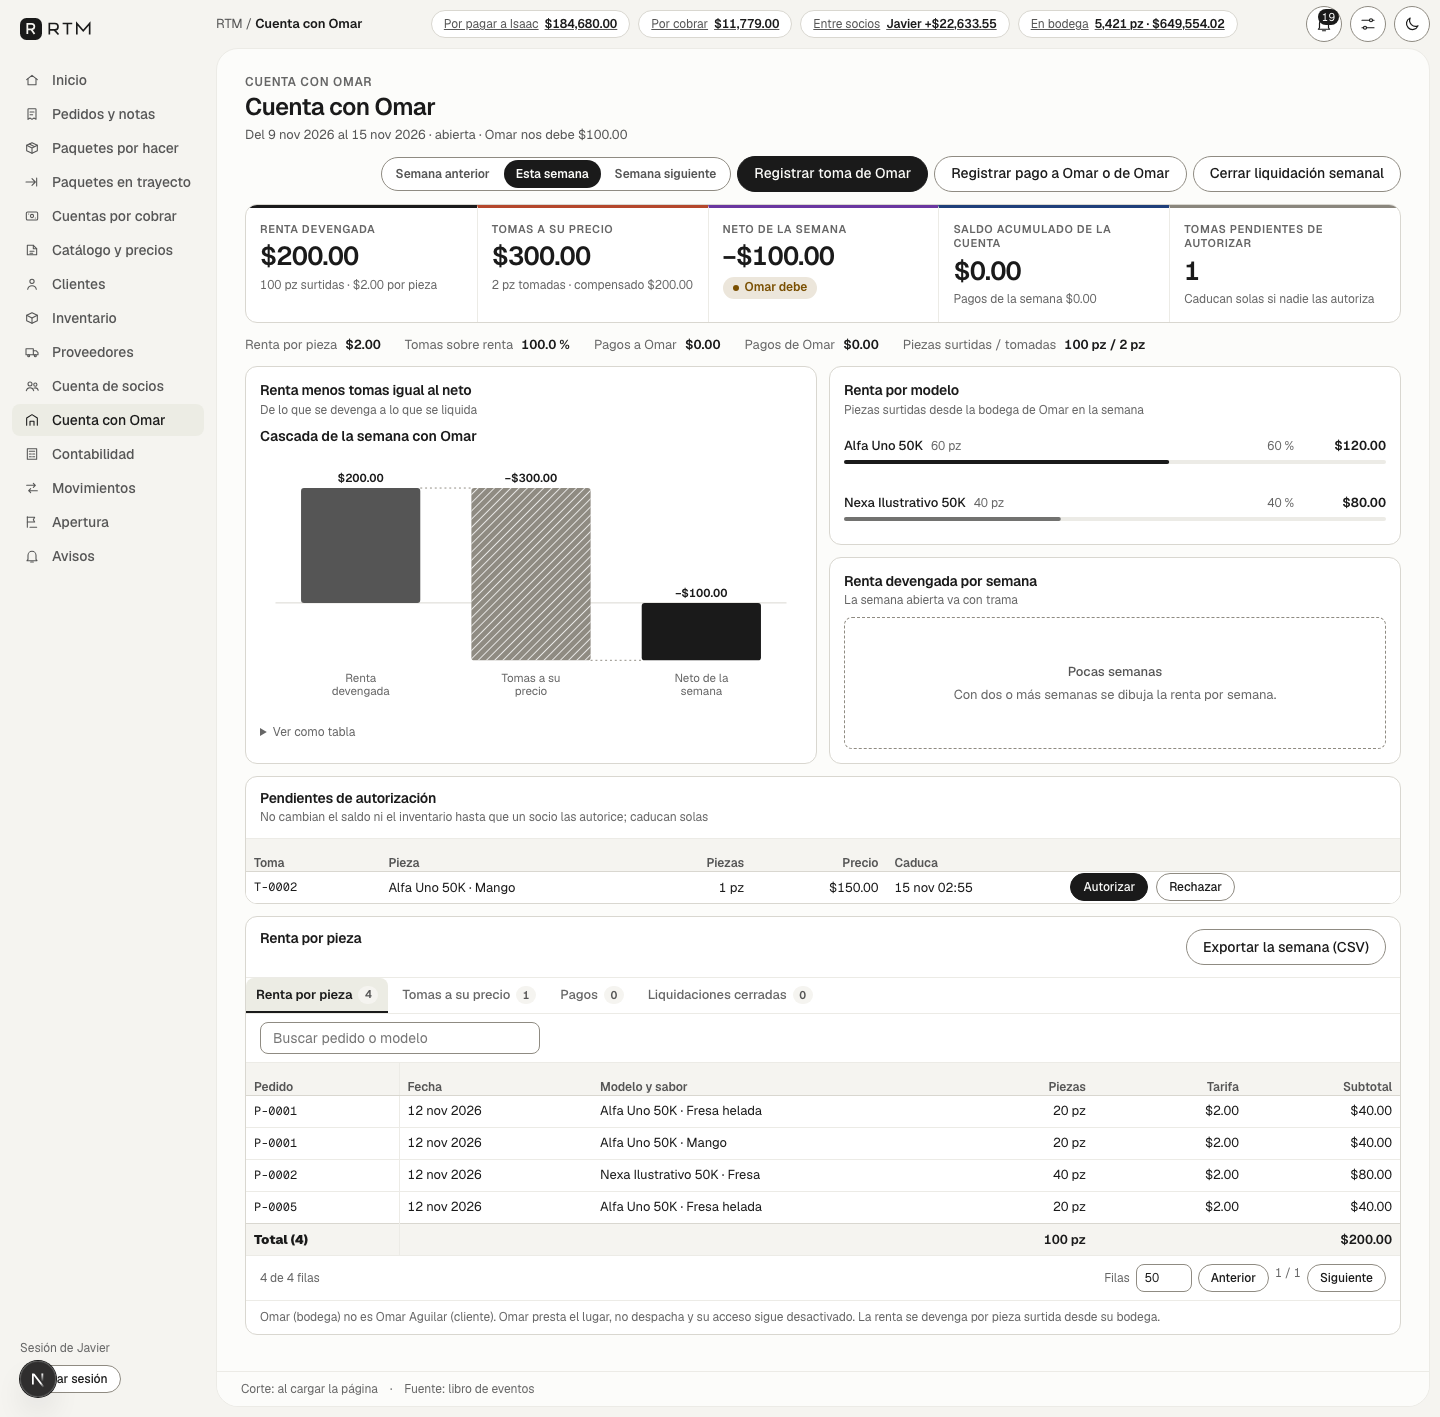 R RTM
RTM / Cuenta con Omar
Por pagar a Isaac $184,680.00
Por cobrar $11,779.00
Entre socios Javier +$22,633.55
En bodega 5,421 pz · $649,554.02
19
Inicio
Pedidos y notas
Paquetes por hacer
Paquetes en trayecto
Cuentas por cobrar
Catálogo y precios
Clientes
Inventario
Proveedores
Cuenta de socios
Cuenta con Omar
Contabilidad
Movimientos
Apertura
Avisos
Sesión de Javier
N
ar sesión
CUENTA CON OMAR
Cuenta con Omar
Del 9 nov 2026 al 15 nov 2026 · abierta · Omar nos debe $100.00
Semana anterior Esta semana Semana siguiente
Registrar toma de Omar
Registrar pago a Omar o de Omar
Cerrar liquidación semanal
RENTA DEVENGADA
$200.00
100 pz surtidas · $2.00 por pieza
TOMAS A SU PRECIO
$300.00
2 pz tomadas · compensado $200.00
NETO DE LA SEMANA
−$100.00
Omar debe
SALDO ACUMULADO DE LA
CUENTA
$0.00
Pagos de la semana $0.00
TOMAS PENDIENTES DE
AUTORIZAR
1
Caducan solas si nadie las autoriza
Renta por pieza $2.00 Tomas sobre renta 100.0 % Pagos a Omar $0.00 Pagos de Omar $0.00 Piezas surtidas / tomadas 100 pz / 2 pz
Renta menos tomas igual al neto
De lo que se devenga a lo que se liquida
Cascada de la semana con Omar
$200.00
−$300.00
−$100.00
Renta
devengada
Tomas a su
precio
Neto de la
semana
Ver como tabla
Renta por modelo
Piezas surtidas desde la bodega de Omar en la semana
Alfa Uno 50K 60 pz 60 % $120.00
Nexa Ilustrativo 50K 40 pz 40 % $80.00
Renta devengada por semana
La semana abierta va con trama
Pocas semanas
Con dos o más semanas se dibuja la renta por semana.
Pendientes de autorización
No cambian el saldo ni el inventario hasta que un socio las autorice; caducan solas
Toma Pieza Piezas Precio Caduca
T-0002 Alfa Uno 50K · Mango 1 pz $150.00 15 nov 02:55 Autorizar Rechazar
Renta por pieza
Exportar la semana (CSV)
Renta por pieza 4 Tomas a su precio 1 Pagos 0 Liquidaciones cerradas 0
Buscar pedido o modelo
Pedido Fecha Modelo y sabor Piezas Tarifa Subtotal
P-0001 12 nov 2026 Alfa Uno 50K · Fresa helada 20 pz $2.00 $40.00
P-0001 12 nov 2026 Alfa Uno 50K · Mango 20 pz $2.00 $40.00
P-0002 12 nov 2026 Nexa Ilustrativo 50K · Fresa 40 pz $2.00 $80.00
P-0005 12 nov 2026 Alfa Uno 50K · Fresa helada 20 pz $2.00 $40.00
Total (4) 100 pz $200.00
4 de 4 filas
Filas 50 Anterior 1 / 1 Siguiente
Omar (bodega) no es Omar Aguilar (cliente). Omar presta el lugar, no despacha y su acceso sigue desactivado. La renta se devenga por pieza surtida desde su bodega.
Corte: al cargar la página · Fuente: libro de eventos